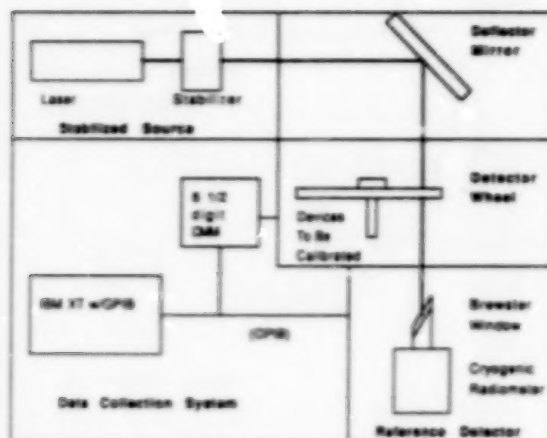 Deflector
Mirror
Laser
Stabilizer
Stabilized Source
6 1/2
digit
DMM
Devices
To Be
Calibrated
Detector
Wheel
IBM XT w/GPIB
(GPIB)
Brewster
Window
Cryogenic
Radiometer
Data Collection System
Reference Detector